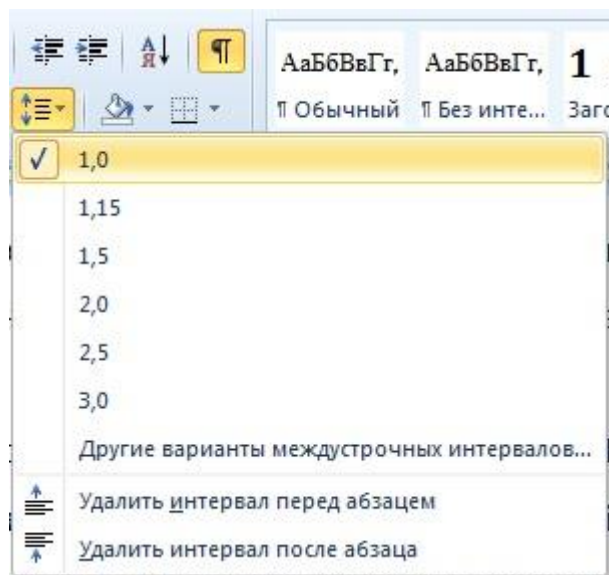 А Я ¶
АаБбВвГг, АаБбВвГг, 1
¶ Обычный ¶ Без инте... Заго
1,0
1,15
1,5
2,0
2,5
3,0
Другие варианты междустрочных интервалов...
Удалить интервал перед абзацем
Удалить интервал после абзаца